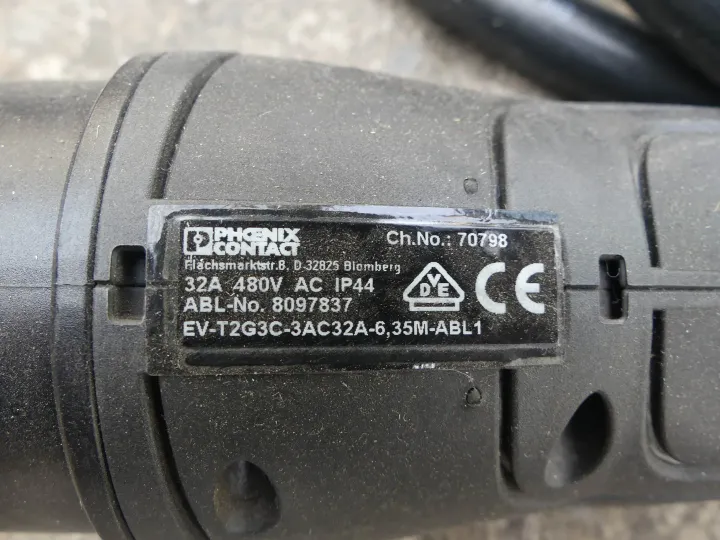 PHOENIX
CONTACT
Ch.No.: 70798
Flachsmarktstr.8. D-32825 Blomberg
32A 480V AC IP44
ABL-No. 8097837
EV-T2G3C-3AC32A-6,35M-ABL1
VDE
CE